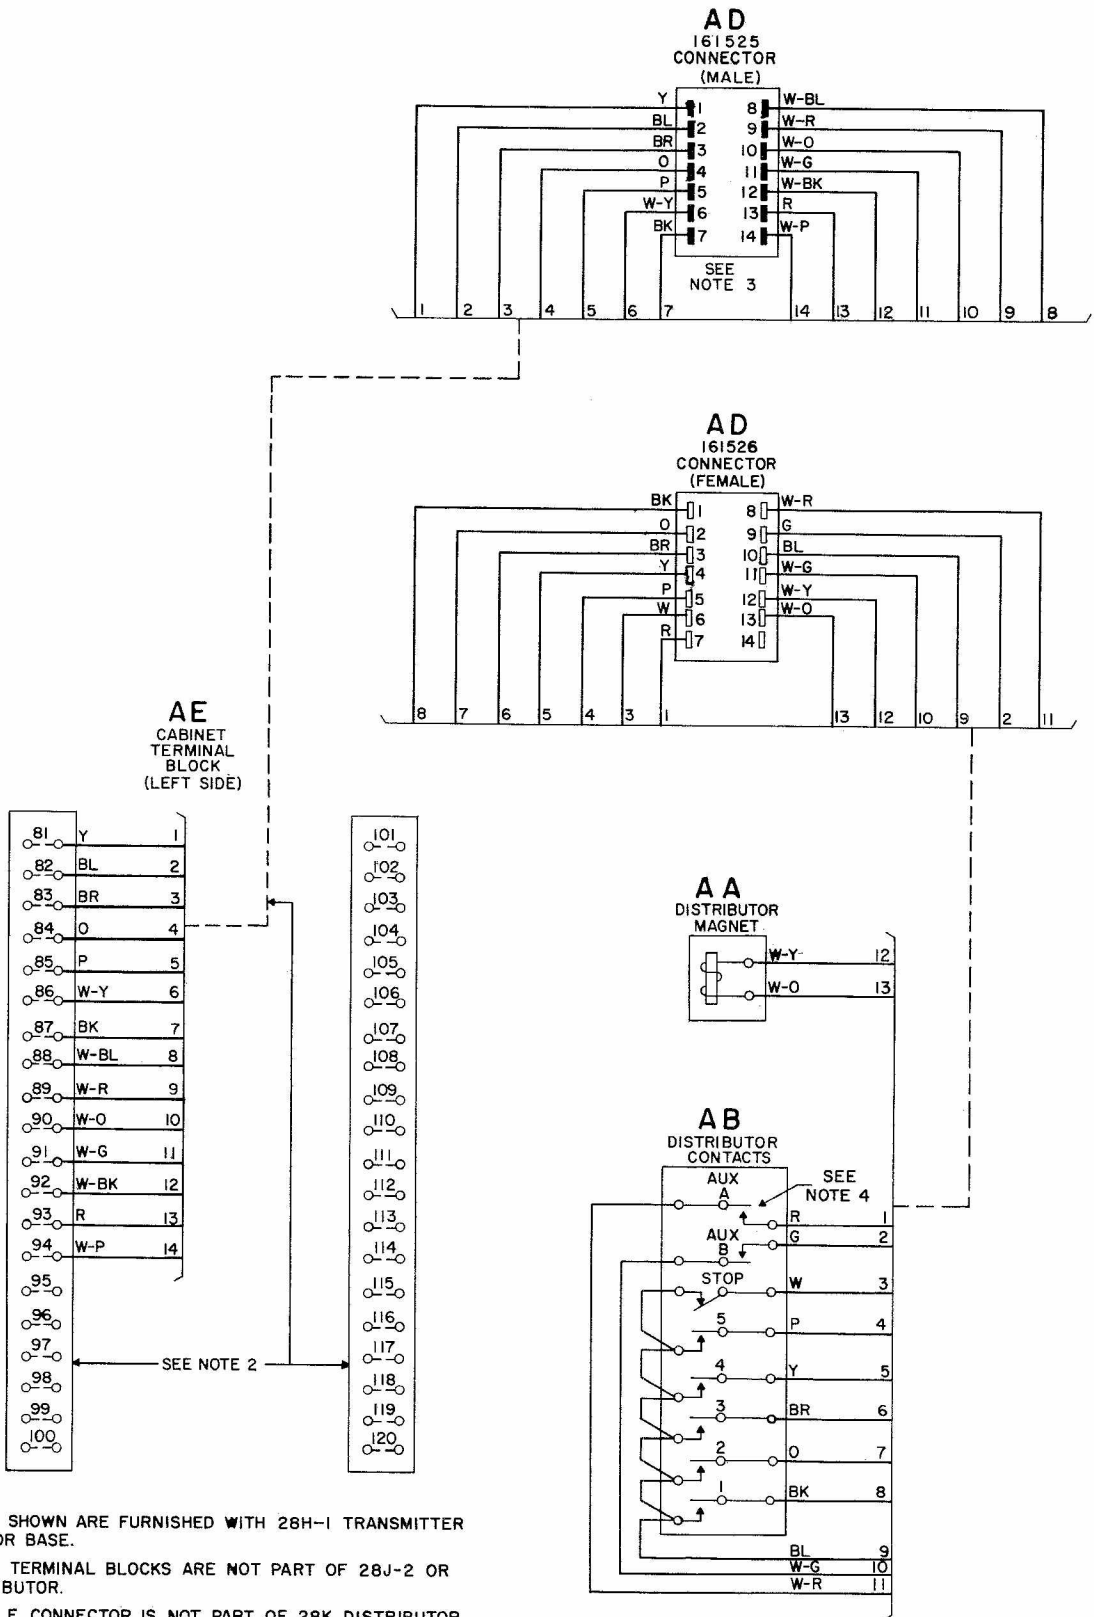 AD
161525
CONNECTOR
(MALE)
Y 1 8 W-BL
BL 2 9 W-R
BR 3 10 W-O
O 4 11 W-G
P 5 12 W-BK
W-Y 6 13 R
BK 7 14 W-P
SEE
NOTE 3
1 2 3 4 5 6 7 14 13 12 11 10 9 8
AD
161526
CONNECTOR
(FEMALE)
BK 1 8 W-R
O 2 9 G
BR 3 10 BL
Y 4 11 W-G
P 5 12 W-Y
W 6 13 W-O
R 7 14
8 7 6 5 4 3 1 13 12 10 9 2 11
AE
CABINET
TERMINAL
BLOCK
(LEFT SIDE)
81 Y 1
82 BL 2
83 BR 3
84 O 4
85 P 5
86 W-Y 6
87 BK 7
88 W-BL 8
89 W-R 9
90 W-O 10
91 W-G 11
92 W-BK 12
93 R 13
94 W-P 14
95
96
97
98
99
100
SEE NOTE 2
101
102
103
104
105
106
107
108
109
110
111
112
113
114
115
116
117
118
119
120
AA
DISTRIBUTOR
MAGNET
W-Y 12
W-O 13
AB
DISTRIBUTOR
CONTACTS
AUX
A
SEE
NOTE 4
R 1
G 2
AUX
B
STOP W 3
5 P 4
4 Y 5
3 BR 6
2 O 7
1 BK 8
BL 9
W-G 10
W-R 11
SHOWN ARE FURNISHED WITH 28H-1 TRANSMITTER
OR BASE.
TERMINAL BLOCKS ARE NOT PART OF 28J-2 OR
BUTOR.
E CONNECTOR IS NOT PART OF 28K DISTRIBUTOR